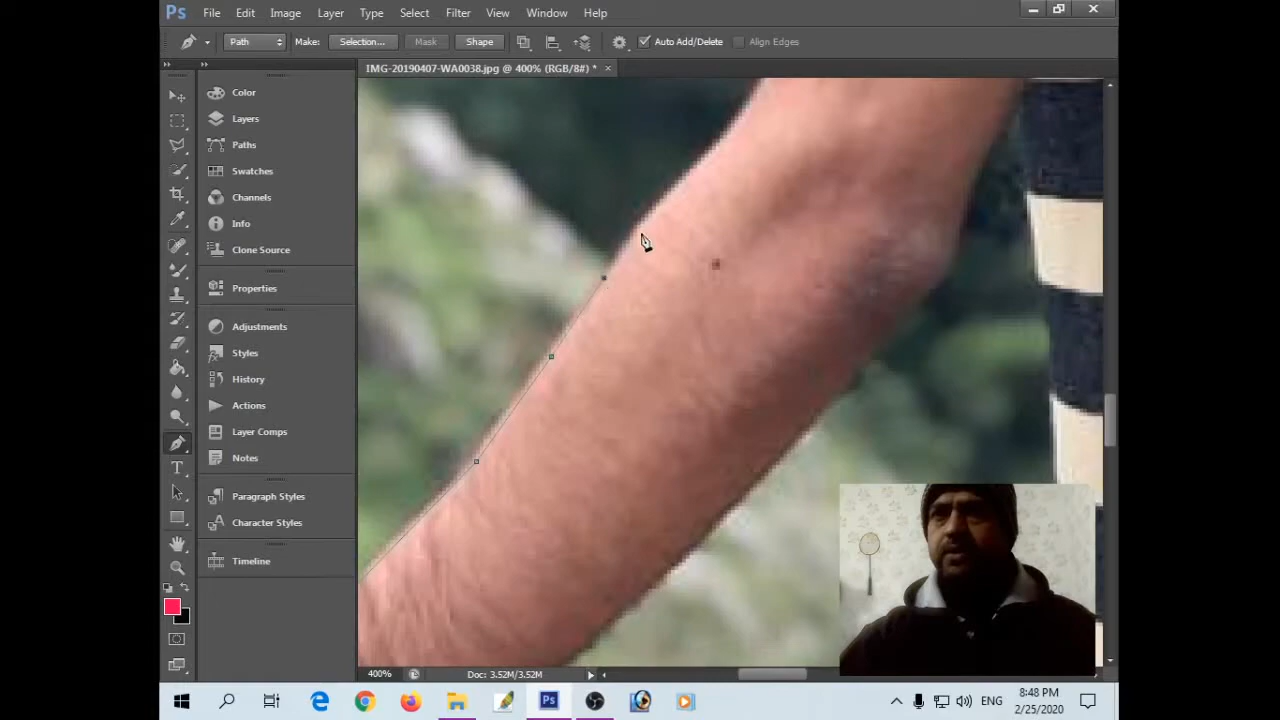 Ps File Edit Image Layer Type Select Filter View Window Help
Path Make: Selection... Mask Shape Auto Add/Delete Align Edges
IMG-20190407-WA0038.jpg @ 400% (RGB/8#) *
Color
Layers
Paths
Swatches
Channels
Info
Clone Source
Properties
Adjustments
Styles
History
Actions
Layer Comps
Notes
Paragraph Styles
Character Styles
Timeline
400% Doc: 3.52M/3.52M
Ps ENG 8:48 PM
2/25/2020